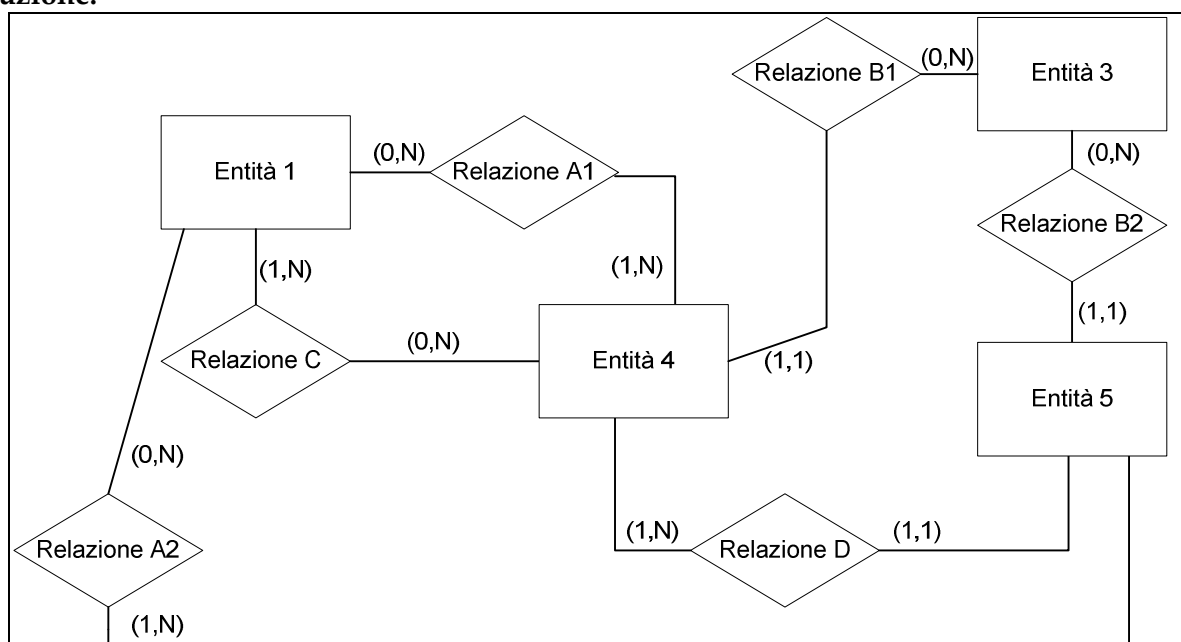 azione.
Relazione B1
(0,N)
Entità 3
(0,N)
Relazione B2
(1,1)
Entità 5
Entità 1
(0,N)
Relazione A1
(1,N)
(1,N)
Relazione C
(0,N)
Entità 4
(1,1)
(0,N)
Relazione A2
(1,N)
(1,N)
Relazione D
(1,1)